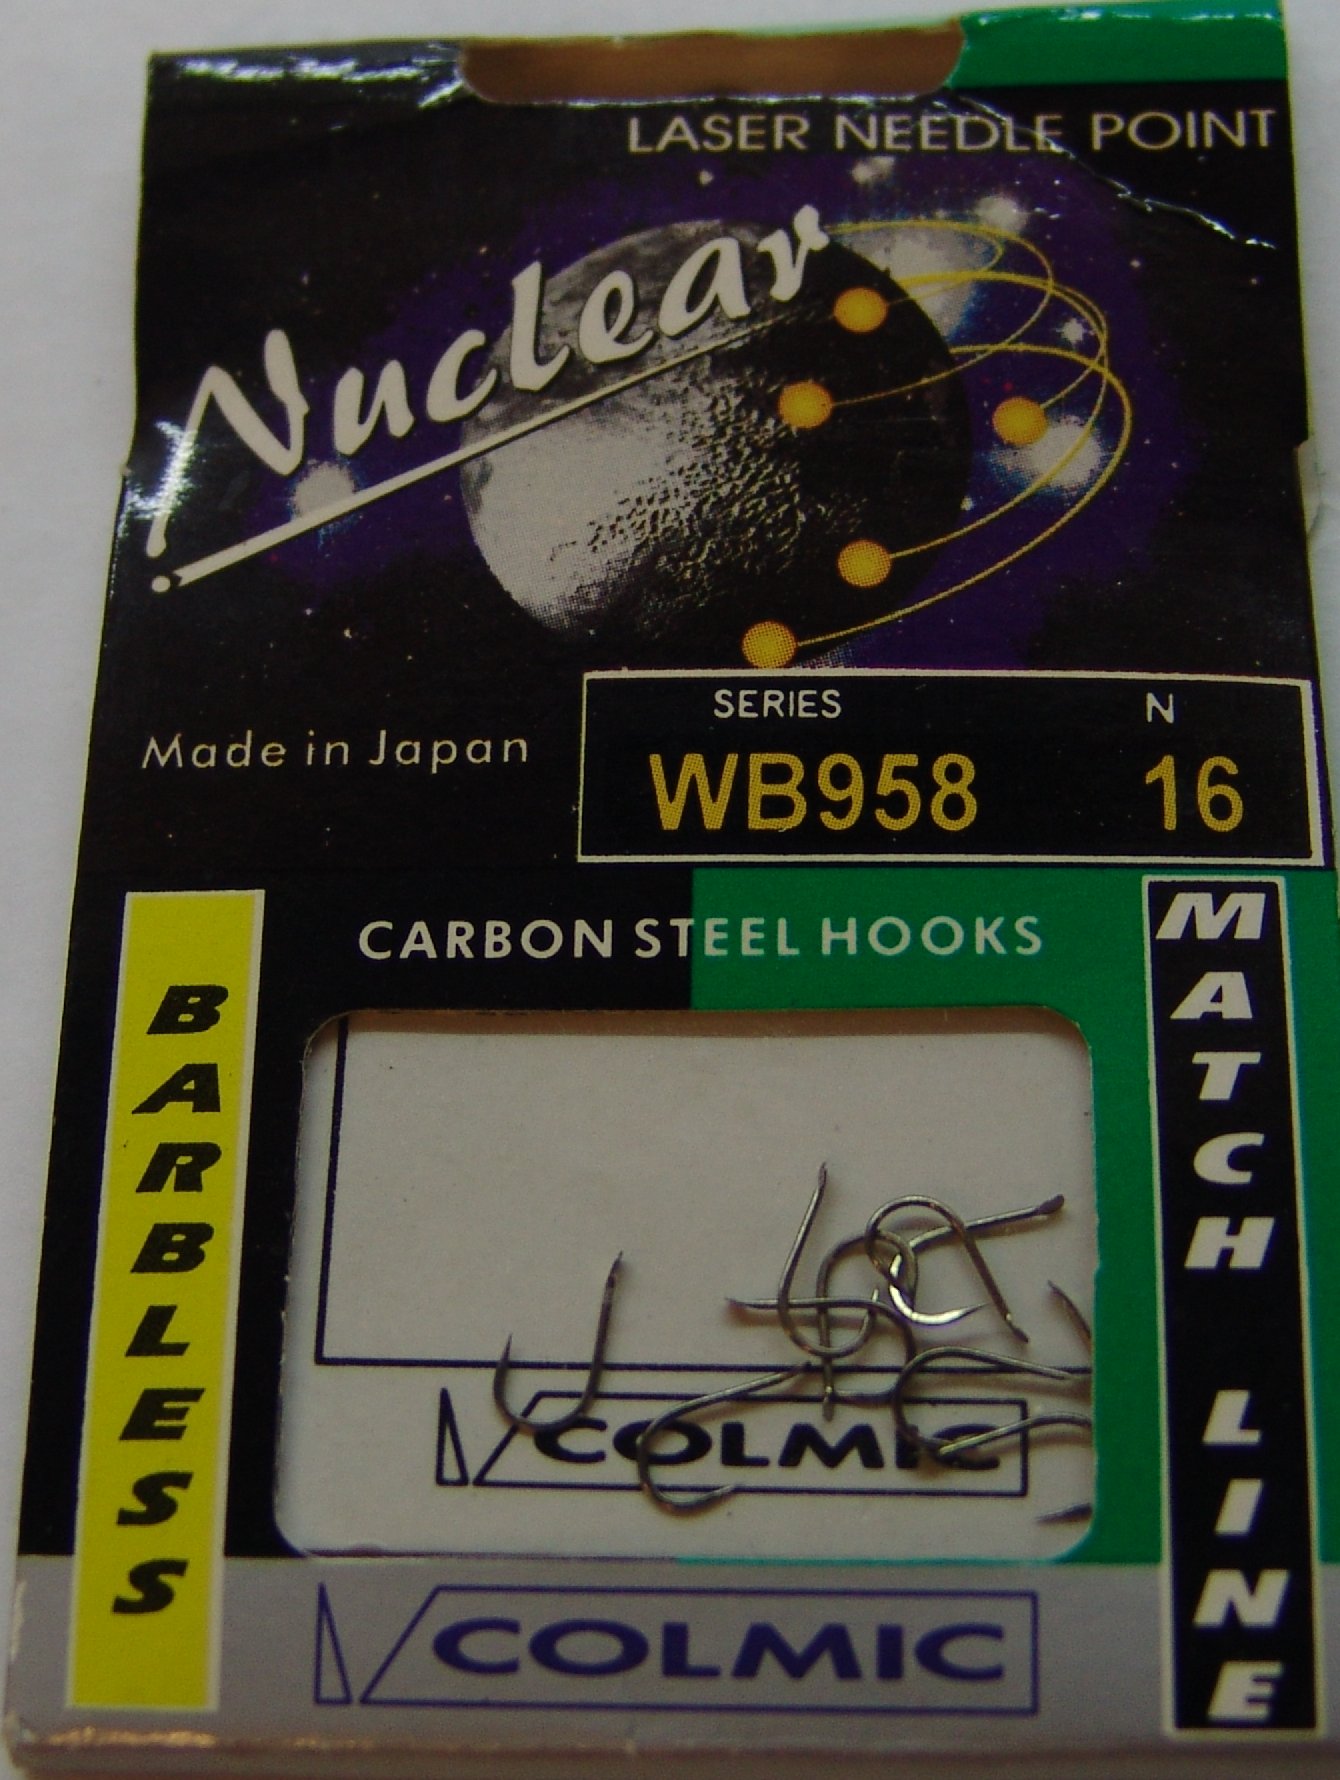 LASER NEEDLE POINT
Nuclear
SERIES N
Made in Japan
WB958 16
CARBON STEEL HOOKS
BARBLESS
MATCH LINE
COLMIC
COLMIC